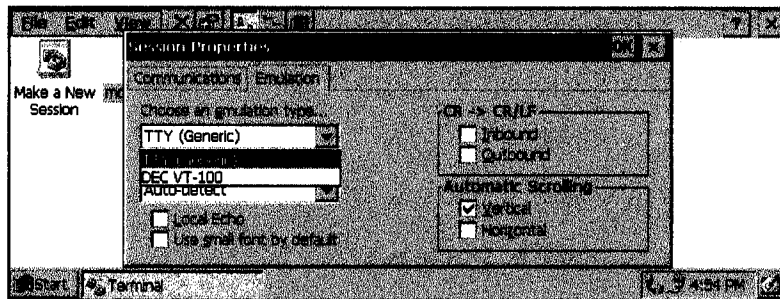 File Edit View
? X
Session Properties OK X
Make a New
Session
Communications Emulation
Choose an emulation type
TTY (Generic)
DEC VT-100
Auto-detect
Local Echo
Use small font by default
CR -> CR/LF
Inbound
Outbound
Automatic Scrolling
Vertical
Horizontal
Start Terminal 4:54 PM